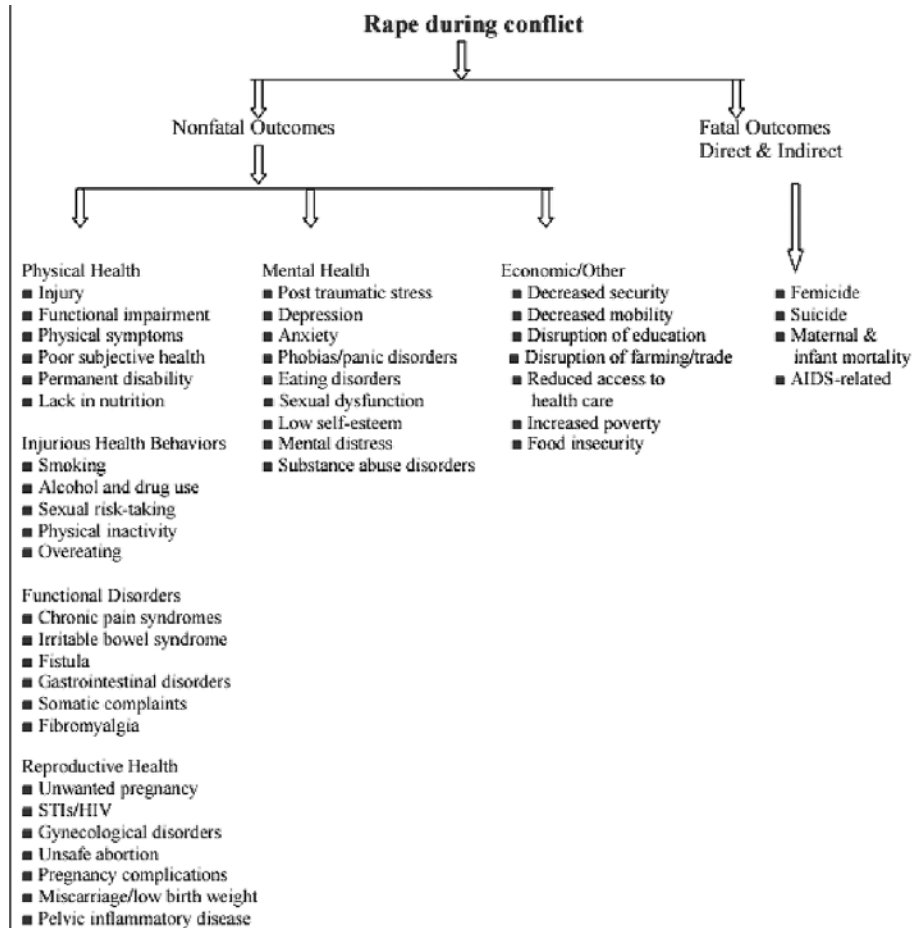 Rape during conflict
Nonfatal Outcomes
Fatal Outcomes
Direct & Indirect
Physical Health
■ Injury
■ Functional impairment
■ Physical symptoms
■ Poor subjective health
■ Permanent disability
■ Lack in nutrition
Injurious Health Behaviors
■ Smoking
■ Alcohol and drug use
■ Sexual risk-taking
■ Physical inactivity
■ Overeating
Functional Disorders
■ Chronic pain syndromes
■ Irritable bowel syndrome
■ Fistula
■ Gastrointestinal disorders
■ Somatic complaints
■ Fibromyalgia
Reproductive Health
■ Unwanted pregnancy
■ STIs/HIV
■ Gynecological disorders
■ Unsafe abortion
■ Pregnancy complications
■ Miscarriage/low birth weight
■ Pelvic inflammatory disease
Mental Health
■ Post traumatic stress
■ Depression
■ Anxiety
■ Phobias/panic disorders
■ Eating disorders
■ Sexual dysfunction
■ Low self-esteem
■ Mental distress
■ Substance abuse disorders
Economic/Other
■ Decreased security
■ Decreased mobility
■ Disruption of education
■ Disruption of farming/trade
■ Reduced access to
health care
■ Increased poverty
■ Food insecurity
■ Femicide
■ Suicide
■ Maternal &
infant mortality
■ AIDS-related